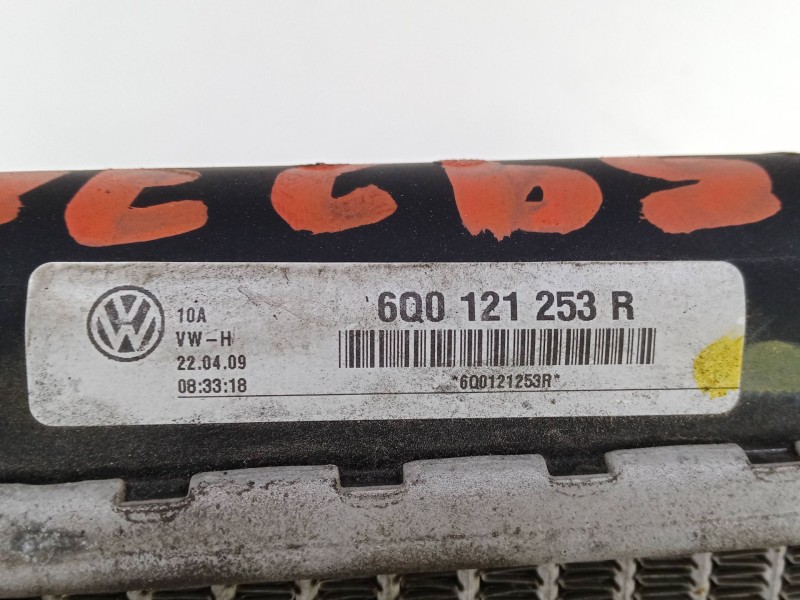 10A
VW-H
22.04.09
08:33:18
6Q0 121 253 R
*6Q0121253R*